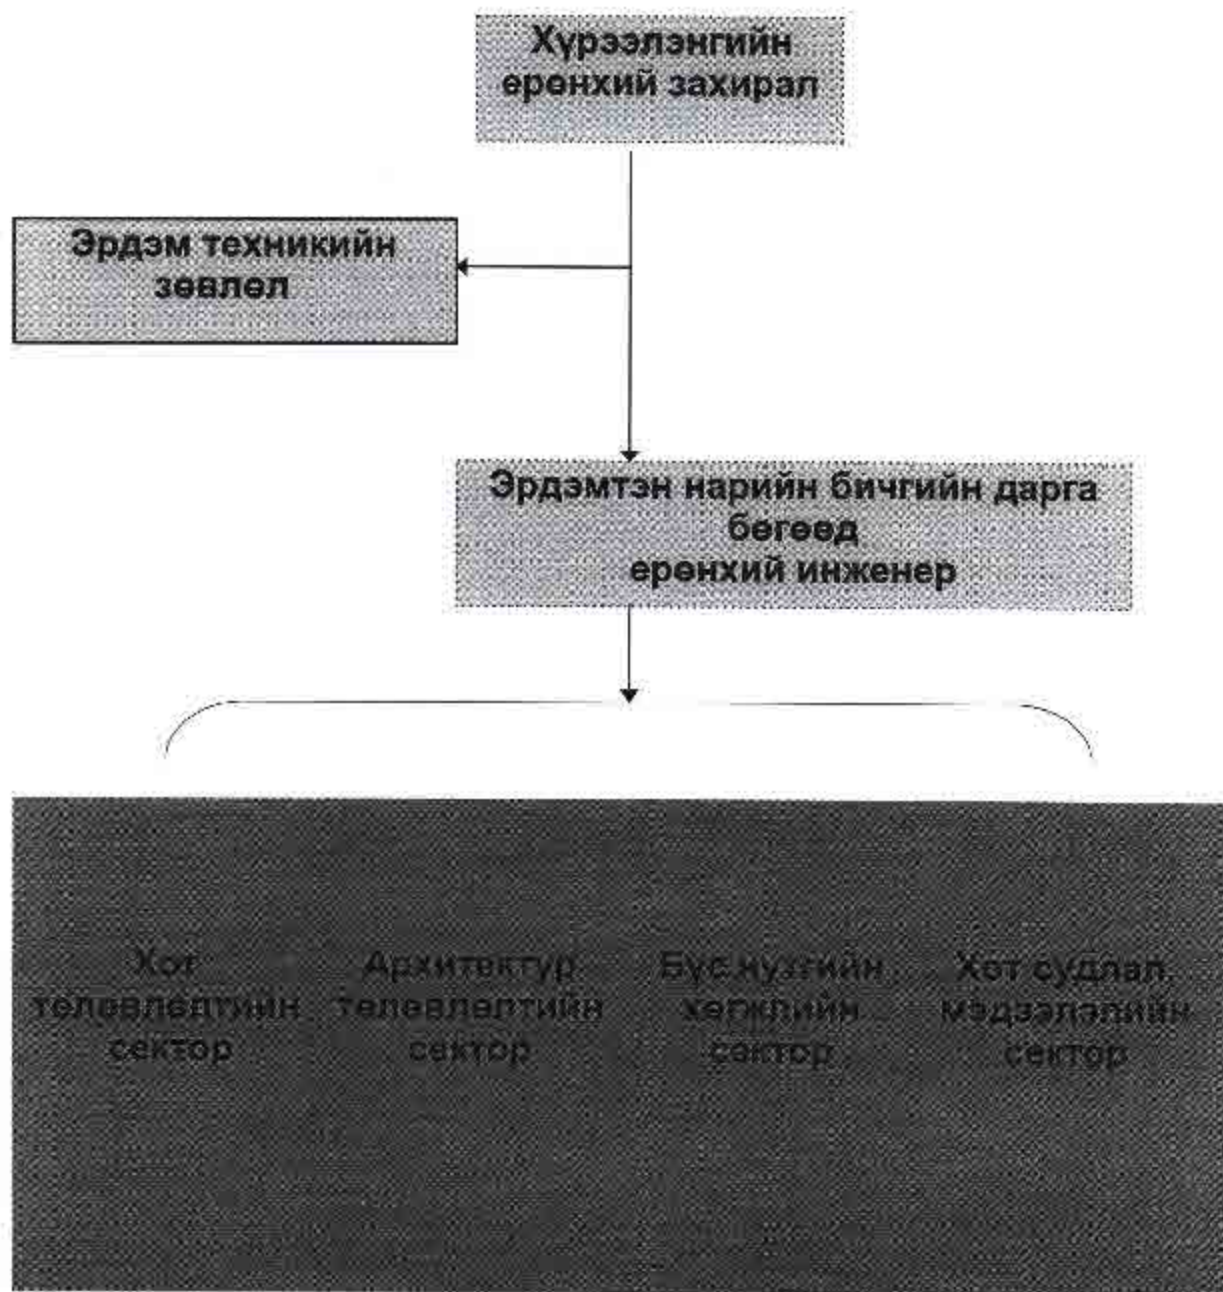 Хүрээлэнгийн
ерөнхий захирал
Эрдэм техникийн
зөвлөл
Эрдэмтэн нарийн бичгийн дарга
бөгөөд
ерөнхий инженер
Хот
төлөвлөлтийн
сектор
Архитектур
төлөвлөлтийн
сектор
Бүс нутгийн
хөгжлийн
сектор
Хот судлал,
мэдээлэлийн
сектор